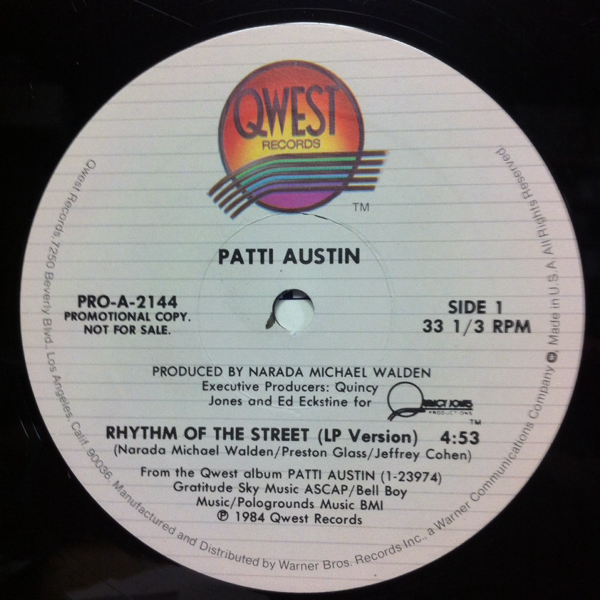 QWEST
RECORDS
TM
PATTI AUSTIN
PRO-A-2144
PROMOTIONAL COPY.
NOT FOR SALE.
SIDE 1
33 1/3 RPM
PRODUCED BY NARADA MICHAEL WALDEN
Executive Producers: Quincy
Jones and Ed Eckstine for
QUINCY JONES
PRODUCTIONS
TM
RHYTHM OF THE STREET (LP Version) 4:53
(Narada Michael Walden/Preston Glass/Jeffrey Cohen)
From the Qwest album PATTI AUSTIN (1-23974)
Gratitude Sky Music ASCAP/Bell Boy
Music/Pologrounds Music BMI
℗ 1984 Qwest Records
Qwest Records, 7250 Beverly Blvd., Los Angeles, Calif. 90036, Manufactured and Distributed by Warner Bros. Records Inc., a Warner Communications Company Made in U.S.A. All Rights Reserved.